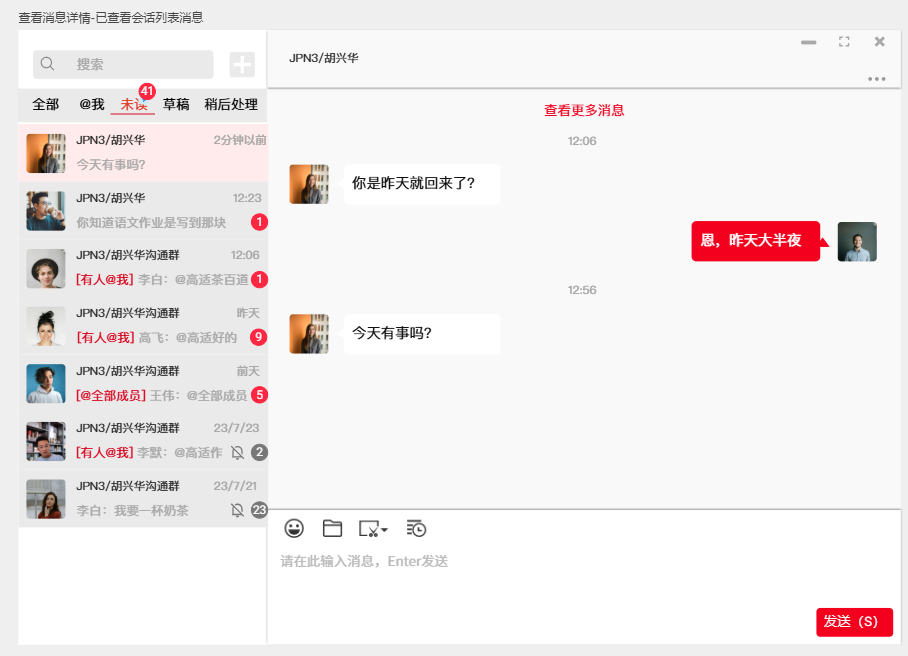 查看消息详情-已查看会话列表消息
搜索
全部 @我 未读 41 草稿 稍后处理
JPN3/胡兴华 2分钟以前
今天有事吗?
JPN3/胡兴华 12:23
你知道语文作业是写到那块 1
JPN3/胡兴华沟通群 12:06
[有人@我] 李白：@高适茶百道 1
JPN3/胡兴华沟通群 昨天
[有人@我] 高飞：@高适好的 9
JPN3/胡兴华沟通群 前天
[@全部成员] 王伟：@全部成员 5
JPN3/胡兴华沟通群 23/7/23
[有人@我] 李默：@高适作 2
JPN3/胡兴华沟通群 23/7/21
李白：我要一杯奶茶 23
JPN3/胡兴华
查看更多消息
12:06
你是昨天就回来了?
恩，昨天大半夜
12:56
今天有事吗?
请在此输入消息，Enter发送
发送（S）